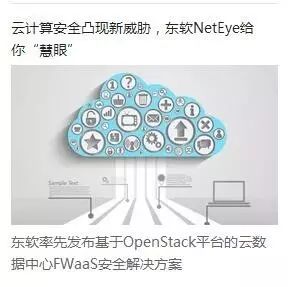 云计算安全凸现新威胁，东软NetEye给
你“慧眼”
Sample Text
东软率先发布基于OpenStack平台的云数
据中心FWaaS安全解决方案